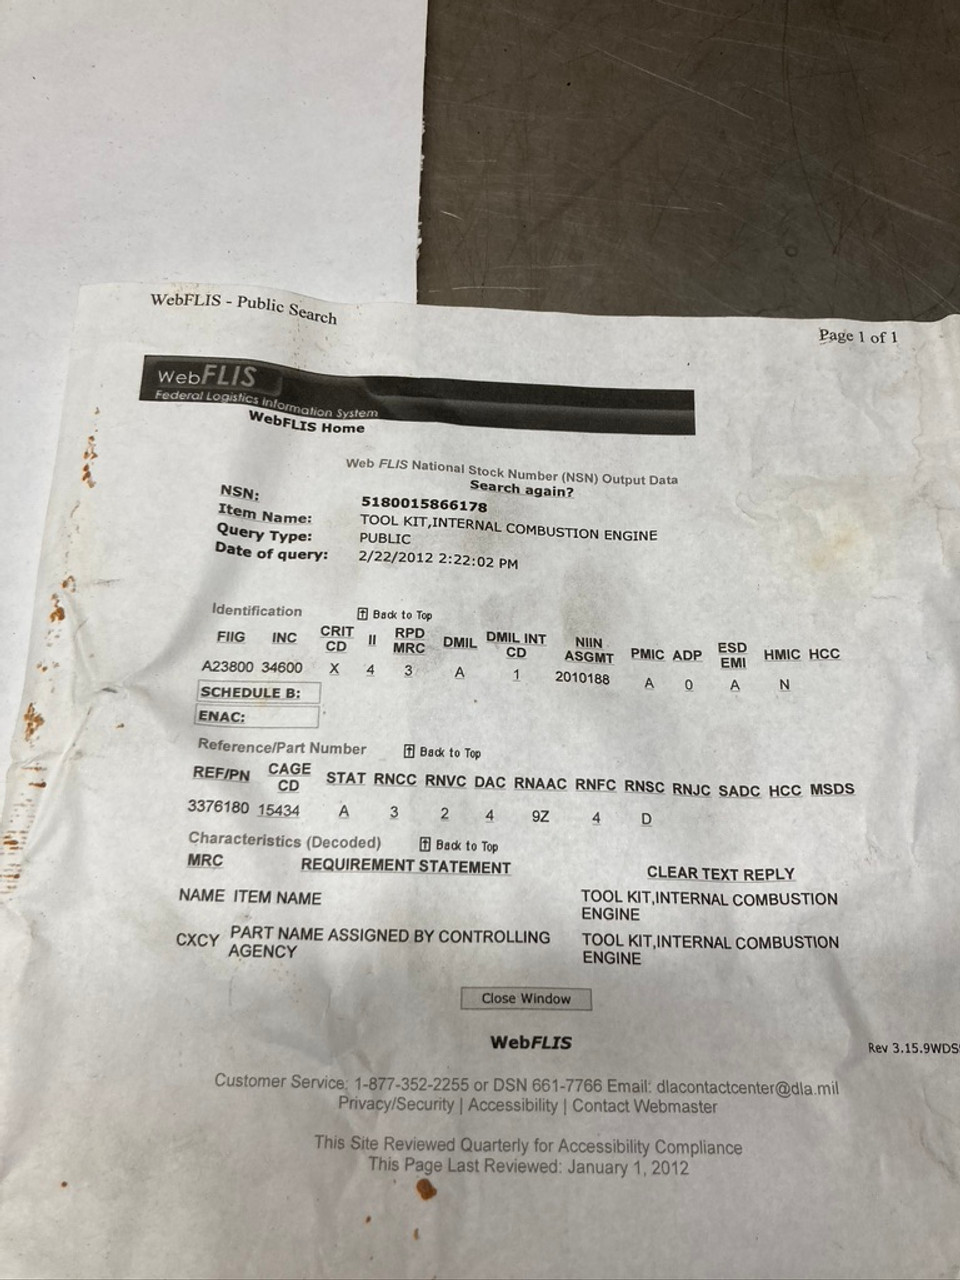 WebFLIS - Public Search
Page 1 of 1
WebFLIS
Federal Logistics Information System
WebFLIS Home
Web FLIS National Stock Number (NSN) Output Data
Search again?
NSN: 5180015866178
Item Name: TOOL KIT,INTERNAL COMBUSTION ENGINE
Query Type: PUBLIC
Date of query: 2/22/2012 2:22:02 PM
Identification Back to Top
FIIG INC CRIT CD II RPD MRC DMIL DMIL INT CD NIIN ASGMT PMIC ADP ESD EMI HMIC HCC
A23800 34600 X 4 3 A 1 2010188 A 0 A N
SCHEDULE B:
ENAC:
Reference/Part Number Back to Top
REF/PN CAGE CD STAT RNCC RNVC DAC RNAAC RNFC RNSC RNJC SADC HCC MSDS
3376180 15434 A 3 2 4 9Z 4 D
Characteristics (Decoded) Back to Top
MRC REQUIREMENT STATEMENT CLEAR TEXT REPLY
NAME ITEM NAME TOOL KIT,INTERNAL COMBUSTION
ENGINE
CXCY PART NAME ASSIGNED BY CONTROLLING TOOL KIT,INTERNAL COMBUSTION
AGENCY ENGINE
Close Window
WebFLIS
Rev 3.15.9WDS
Customer Service: 1-877-352-2255 or DSN 661-7766 Email: dlacontactcenter@dla.mil
Privacy/Security | Accessibility | Contact Webmaster
This Site Reviewed Quarterly for Accessibility Compliance
This Page Last Reviewed: January 1, 2012